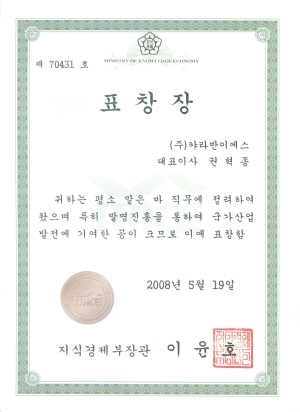 MINISTRY OF KNOWLEDGE ECONOMY
제 70431 호
표창장
(주)캬라반이에스
대표이사 권혁종
귀하는 평소 맡은 바 직무에 정려하여
왔으며 특히 발명진흥을 통하여 국가산업
발전에 기여한 공이 크므로 이에 표창함
2008년 5월 19일
MKE
지식경제부장관 이윤호